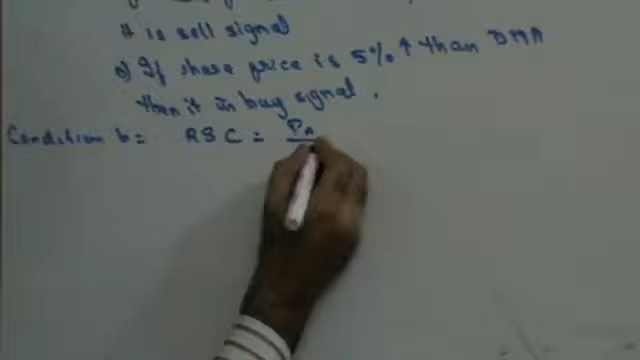 it is sell signal
c) If share price is 5% ↑ than DMA
then it is buy signal.
Condition b = RSC = PA